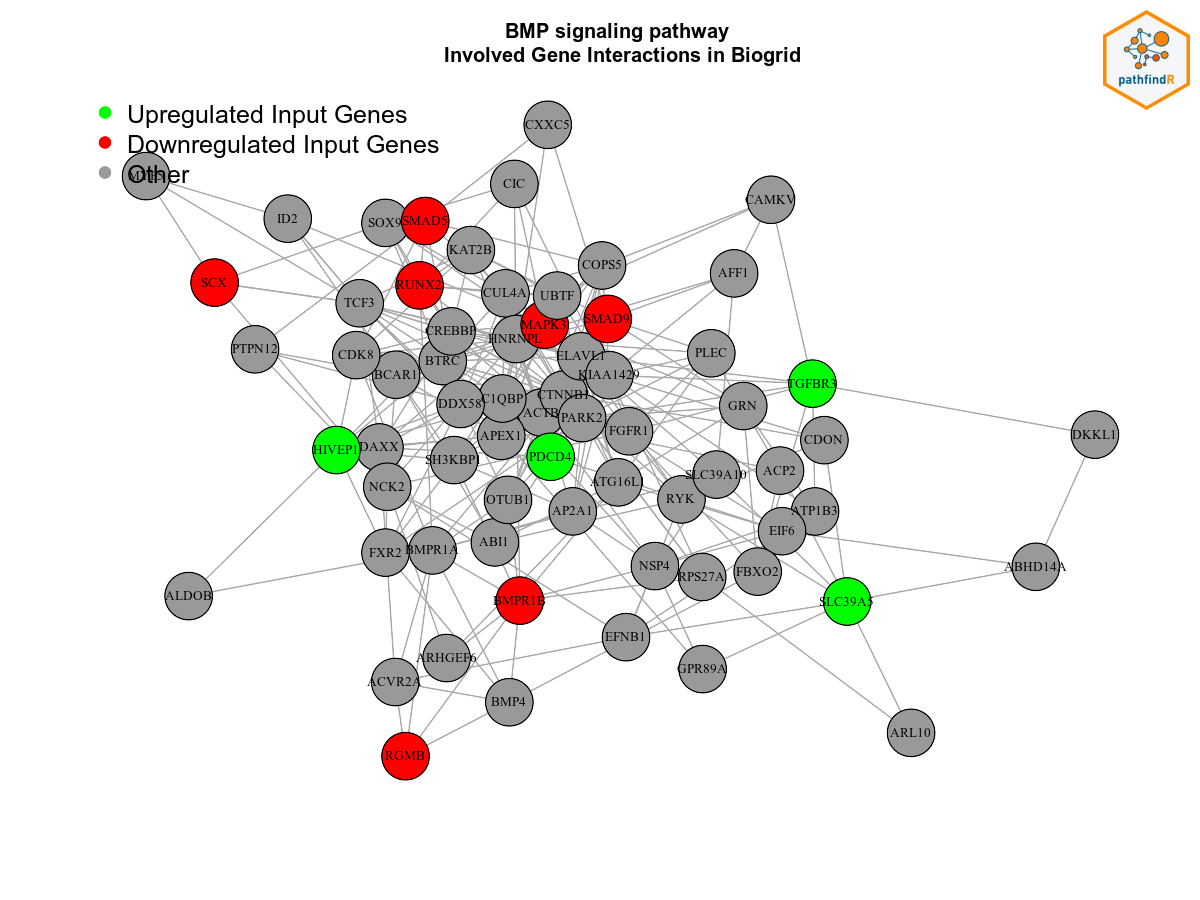 BMP signaling pathway
Involved Gene Interactions in Biogrid
pathfindR
Upregulated Input Genes
Downregulated Input Genes
Other
CXXC5
CIC
CAMKV
ID2
SOX9
SMAD5
KAT2B
COPS5
AFF1
SCX
RUNX2
CUL4A
UBTF
TCF3
SMAD9
MAPK3
CREBBP
HNRNPL
PTPN12
CDK8
BTRC
ELAVL1
PLEC
BCAR1
KIAA1429
TGFBR3
DDX58
C1QBP
CTNNB1
ACTB
PARK2
GRN
APEX1
FGFR1
CDON
DKKL1
HIVEP1
DAXX
SH3KBP1
PDCD4
SLC39A10
ACP2
NCK2
ATG16L1
OTUB1
RYK
AP2A1
ATP1B3
EIF6
FXR2
BMPR1A
ABI1
NSP4
RPS27A
FBXO2
ABHD14A
ALDOB
BMPR1B
SLC39A5
EFNB1
ARHGEF6
GPR89A
ACVR2A
BMP4
ARL10
RGMB